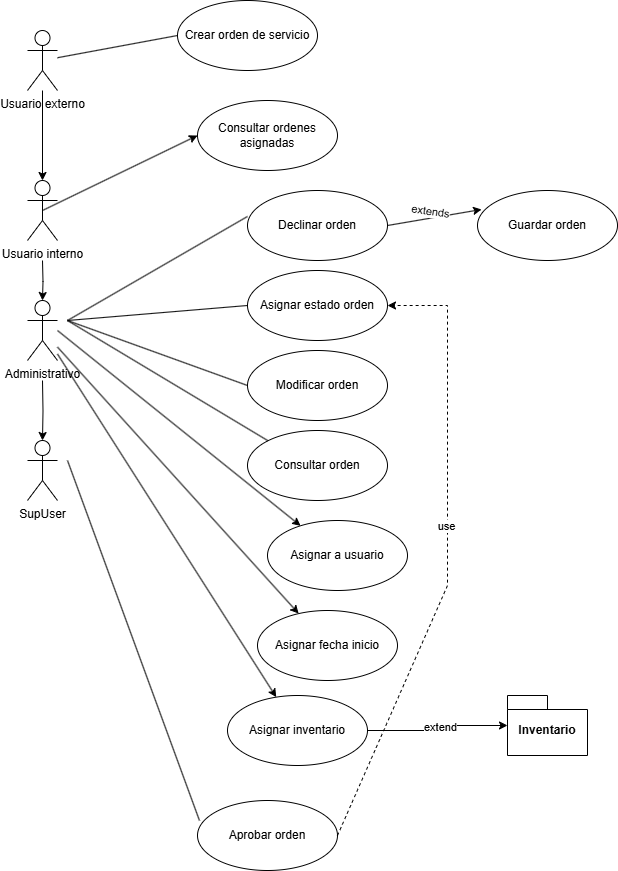 Crear orden de servicio
Usuario externo
Consultar ordenes
asignadas
Usuario interno
Declinar orden
extends
Guardar orden
Asignar estado orden
Administrativo
Modificar orden
Consultar orden
SupUser
use
Asignar a usuario
Asignar fecha inicio
Asignar inventario
extend
Inventario
Aprobar orden